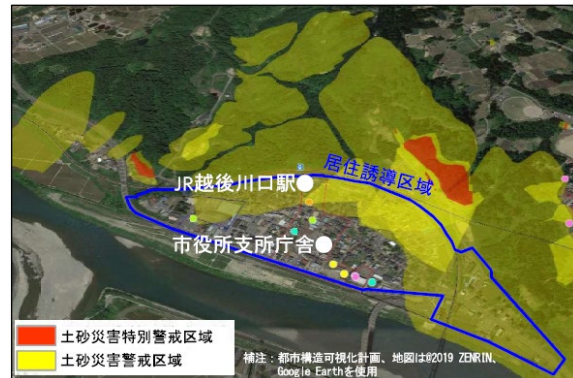 居住誘導区域
JR越後川口駅
市役所支所庁舎
土砂災害特別警戒区域
土砂災害警戒区域
補注：都市構造可視化計画、地図は@2019 ZENRIN、
Google Earthを使用